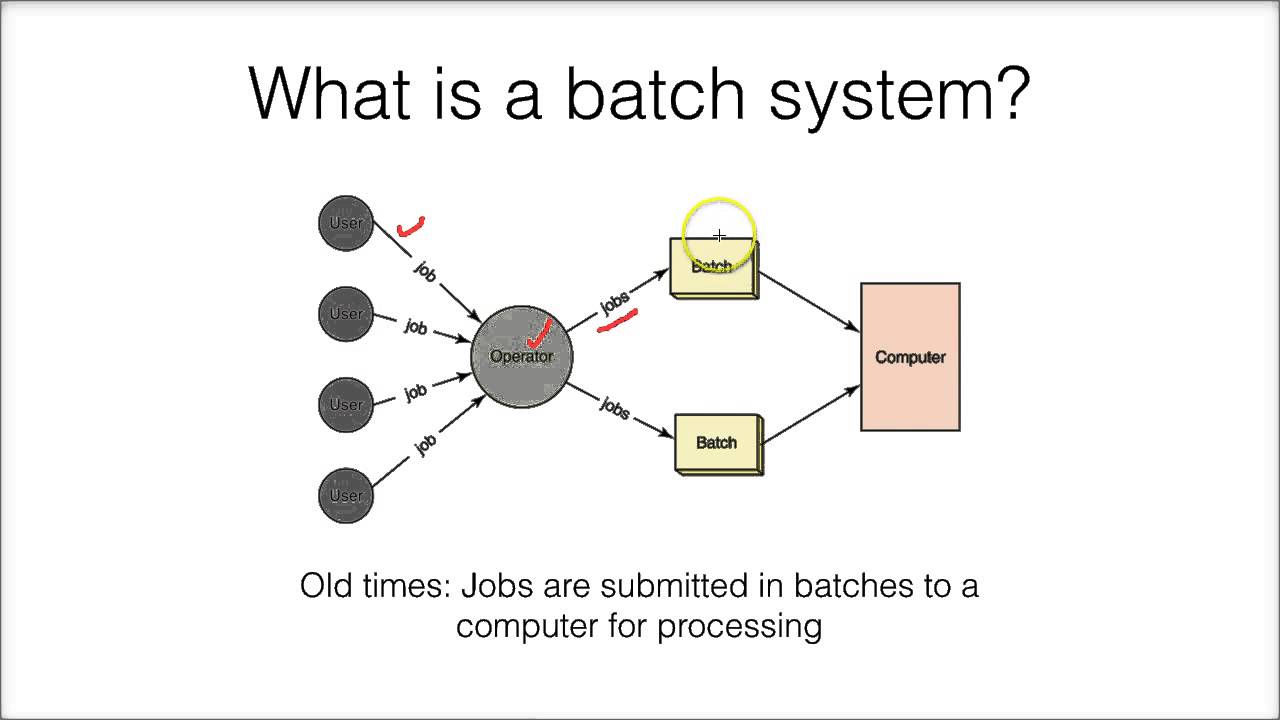 What is a batch system?
User
job
User
job
User
job
User
job
Operator
jobs
jobs
Batch
Batch
Computer
Old times: Jobs are submitted in batches to a
computer for processing